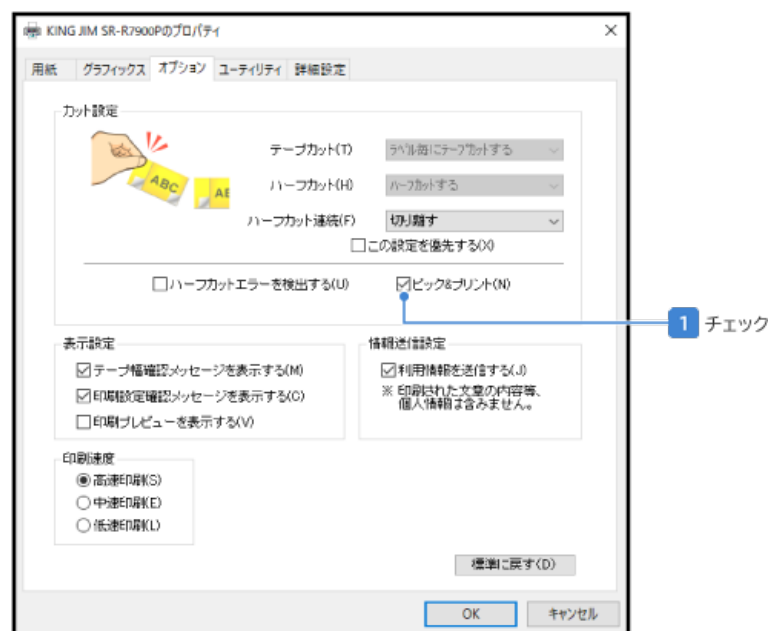 KING JIM SR-R7900Pのプロパティ
用紙 グラフィックス オプション ユーティリティ 詳細設定
カット設定
ABC
AE
テープカット(T) ラベル毎にテープカットする
ハーフカット(H) ハーフカットする
ハーフカット連続(F) 切り離す
この設定を優先する(X)
ハーフカットエラーを検出する(U) ピック&プリント(N)
1 チェック
表示設定
テープ幅確認メッセージを表示する(M)
印刷設定確認メッセージを表示する(C)
印刷プレビューを表示する(V)
情報送信設定
利用情報を送信する(J)
※ 印刷された文章の内容等、
個人情報は含みません。
印刷速度
高速印刷(S)
中速印刷(E)
低速印刷(L)
標準に戻す(D)
OK キャンセル